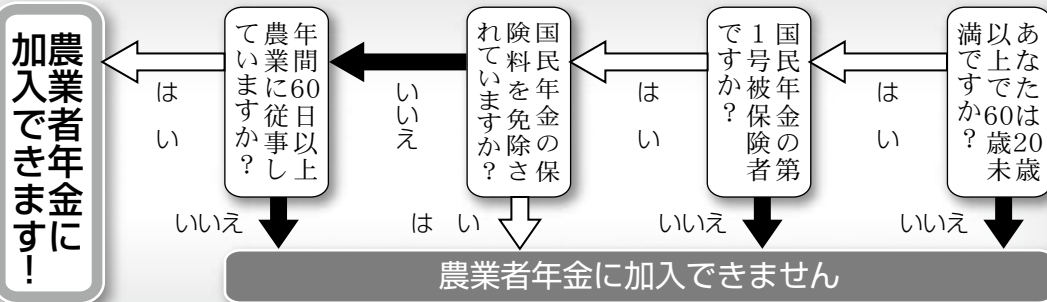 あなたは20歳
以上で60歳未
満ですか？
はい
いいえ
国民年金の第
１号被保険者
ですか？
はい
いいえ
国民年金の保
険料を免除さ
れていますか？
いいえ
はい
年間60日以上
農業に従事し
ていますか？
はい
いいえ
農業者年金に
加入できます！
農業者年金に加入できません